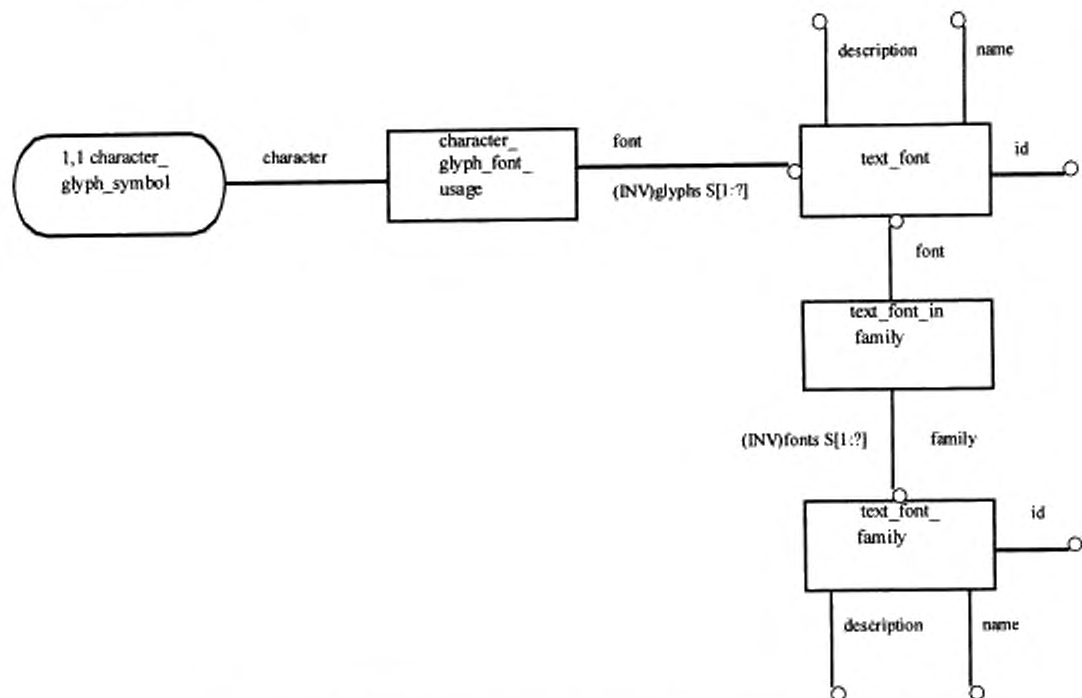 description
name
1,1 character_
glyph_symbol
character
character_
glyph_font_
usage
font
(INV)glyphs S[1:?]
text_font
id
font
text_font_in
family
(INV)fonts S[1:?]
family
text_font_
family
id
description
name